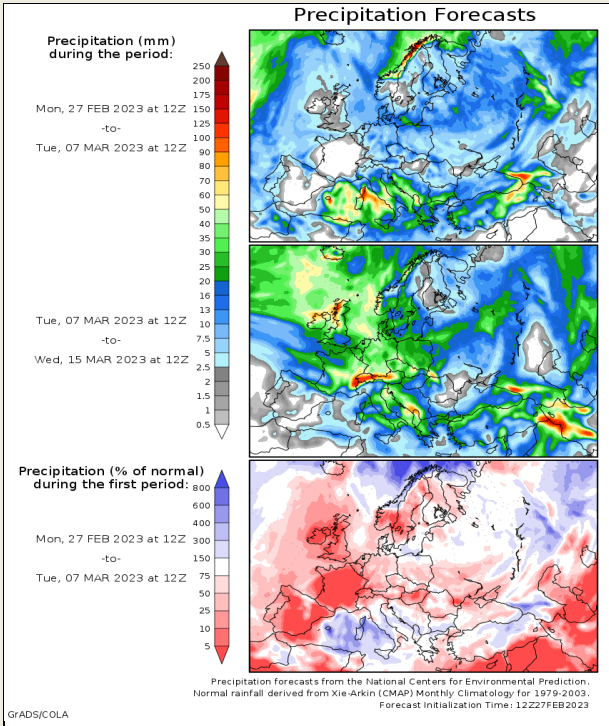 Precipitation Forecasts
Precipitation (mm)
during the period:
Mon, 27 FEB 2023 at 12Z
-to-
Tue, 07 MAR 2023 at 12Z
250
200
175
150
125
100
90
80
70
60
50
40
35
30
25
20
16
13
10
7.5
5
2.5
2
1.5
1
0.5
Tue, 07 MAR 2023 at 12Z
-to-
Wed, 15 MAR 2023 at 12Z
Precipitation (% of normal)
during the first period:
Mon, 27 FEB 2023 at 12Z
-to-
Tue, 07 MAR 2023 at 12Z
800
600
400
300
150
75
50
25
10
5
Precipitation forecasts from the National Centers for Environmental Prediction.
Normal rainfall derived from Xie-Arkin (CMAP) Monthly Climatology for 1979-2003.
Forecast Initialization Time: 12Z27FEB2023
GrADS/COLA